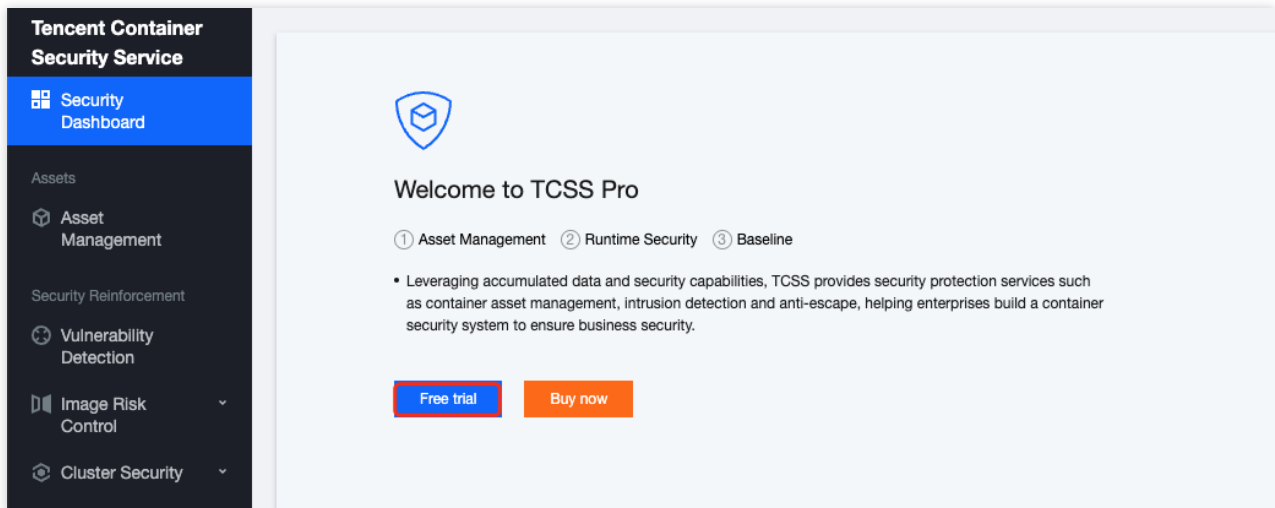 Tencent Container
Security Service
Security
Dashboard
Assets
Asset
Management
Security Reinforcement
Vulnerability
Detection
Image Risk
Control
Cluster Security
Welcome to TCSS Pro
1 Asset Management 2 Runtime Security 3 Baseline
• Leveraging accumulated data and security capabilities, TCSS provides security protection services such
as container asset management, intrusion detection and anti-escape, helping enterprises build a container
security system to ensure business security.
Free trial Buy now